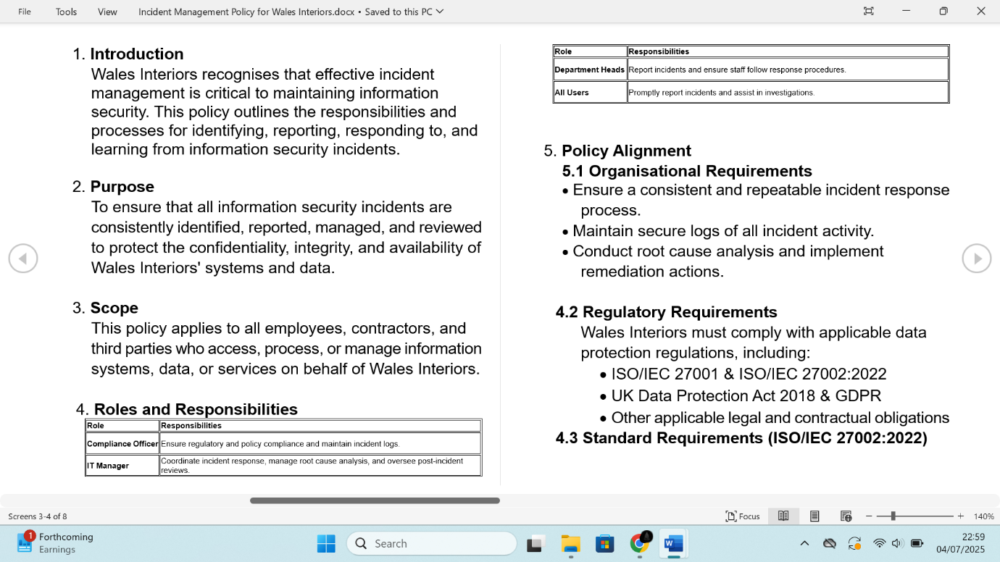 File Tools View Incident Management Policy for Wales Interiors.docx • Saved to this PC
1. Introduction
Wales Interiors recognises that effective incident
management is critical to maintaining information
security. This policy outlines the responsibilities and
processes for identifying, reporting, responding to, and
learning from information security incidents.
2. Purpose
To ensure that all information security incidents are
consistently identified, reported, managed, and reviewed
to protect the confidentiality, integrity, and availability of
Wales Interiors' systems and data.
3. Scope
This policy applies to all employees, contractors, and
third parties who access, process, or manage information
systems, data, or services on behalf of Wales Interiors.
4. Roles and Responsibilities
Role Responsibilities
Compliance Officer Ensure regulatory and policy compliance and maintain incident logs.
IT Manager Coordinate incident response, manage root cause analysis, and oversee post-incident
reviews.
Role Responsibilities
Department Heads Report incidents and ensure staff follow response procedures.
All Users Promptly report incidents and assist in investigations.
5. Policy Alignment
5.1 Organisational Requirements
• Ensure a consistent and repeatable incident response
process.
• Maintain secure logs of all incident activity.
• Conduct root cause analysis and implement
remediation actions.
4.2 Regulatory Requirements
Wales Interiors must comply with applicable data
protection regulations, including:
• ISO/IEC 27001 & ISO/IEC 27002:2022
• UK Data Protection Act 2018 & GDPR
• Other applicable legal and contractual obligations
4.3 Standard Requirements (ISO/IEC 27002:2022)
Screens 3-4 of 8 Focus 140%
1 Forthcoming
Earnings
Search
W
22:59
04/07/2025